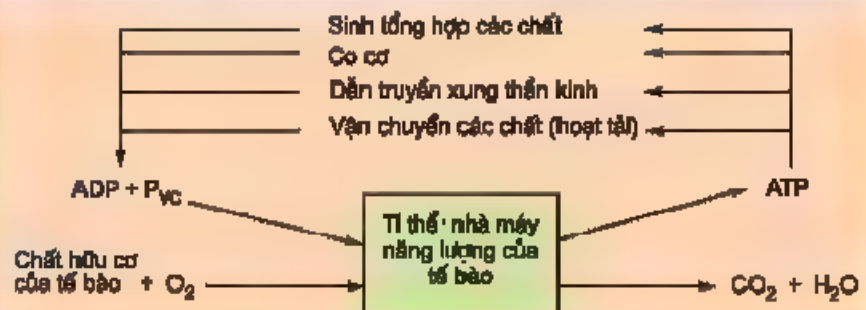 Sinh tổng hợp các chất
Co cơ
Dẫn truyền xung thần kinh
Vận chuyển các chất (hoạt tải)
ADP + Pvc
ATP
Ti thể · nhà máy
năng lượng của
tế bào
Chất hữu cơ
của tế bào + O₂
CO₂ + H₂O